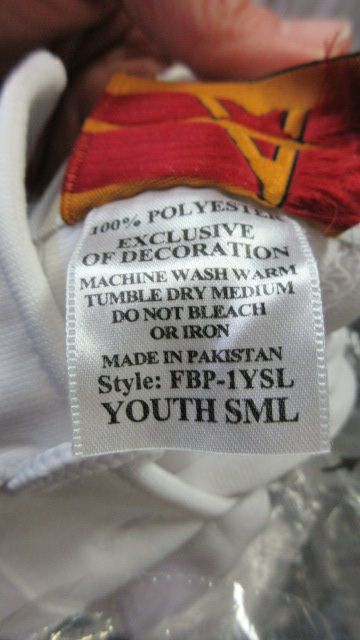 100% POLYESTER
EXCLUSIVE
OF DECORATION
MACHINE WASH WARM
TUMBLE DRY MEDIUM
DO NOT BLEACH
OR IRON
MADE IN PAKISTAN
Style: FBP-1YSL
YOUTH SML